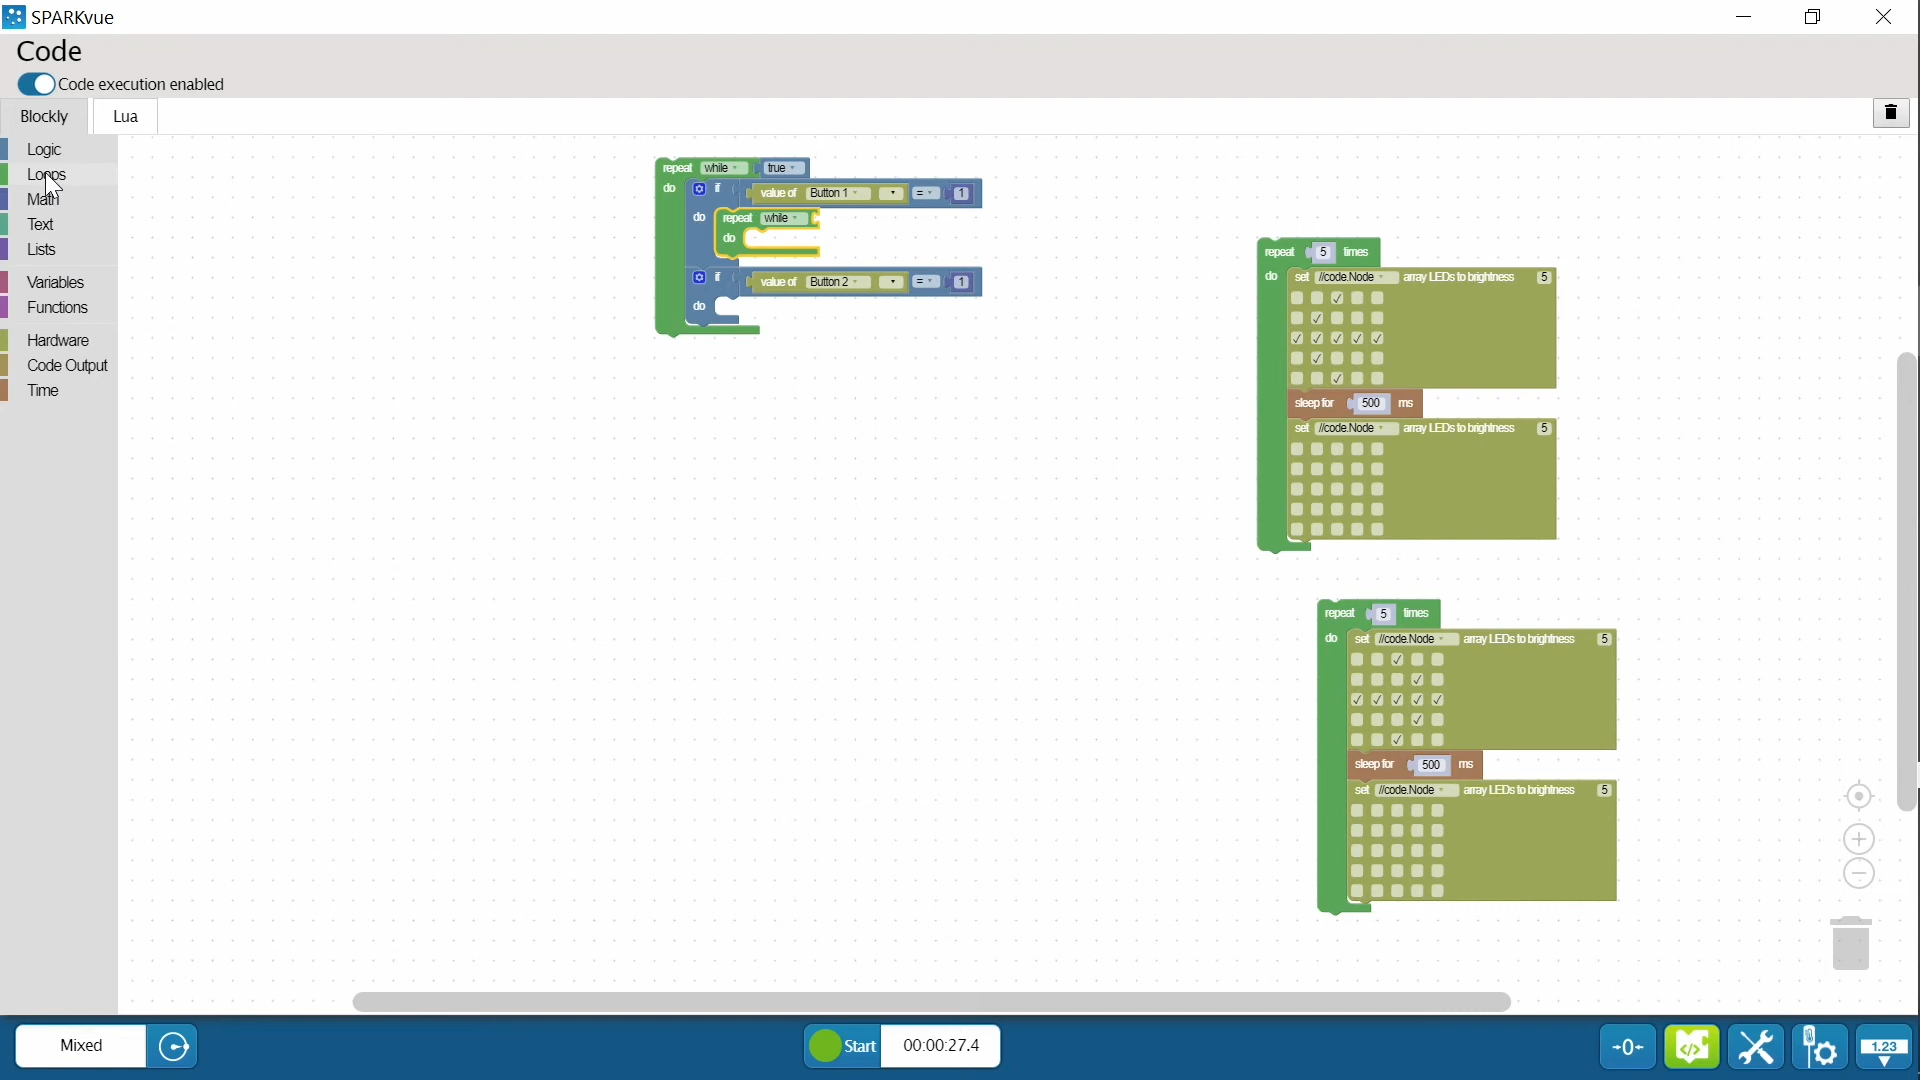 SPARKvue
Code
Code execution enabled
Blockly
Lua
Logic
Loops
Math
Text
Lists
Variables
Functions
Hardware
Code Output
Time
repeat while true
do if value of Button 1 = 1
do repeat while
do
if value of Button 2 = 1
do
repeat 5 times
do set //code.Node array LEDs to brightness 5
sleep for 500 ms
set //code.Node array LEDs to brightness 5
repeat 5 times
do set //code.Node array LEDs to brightness 5
sleep for 500 ms
set //code.Node array LEDs to brightness 5
Mixed
Start
00:00:27.4
→0←
</>
1.23